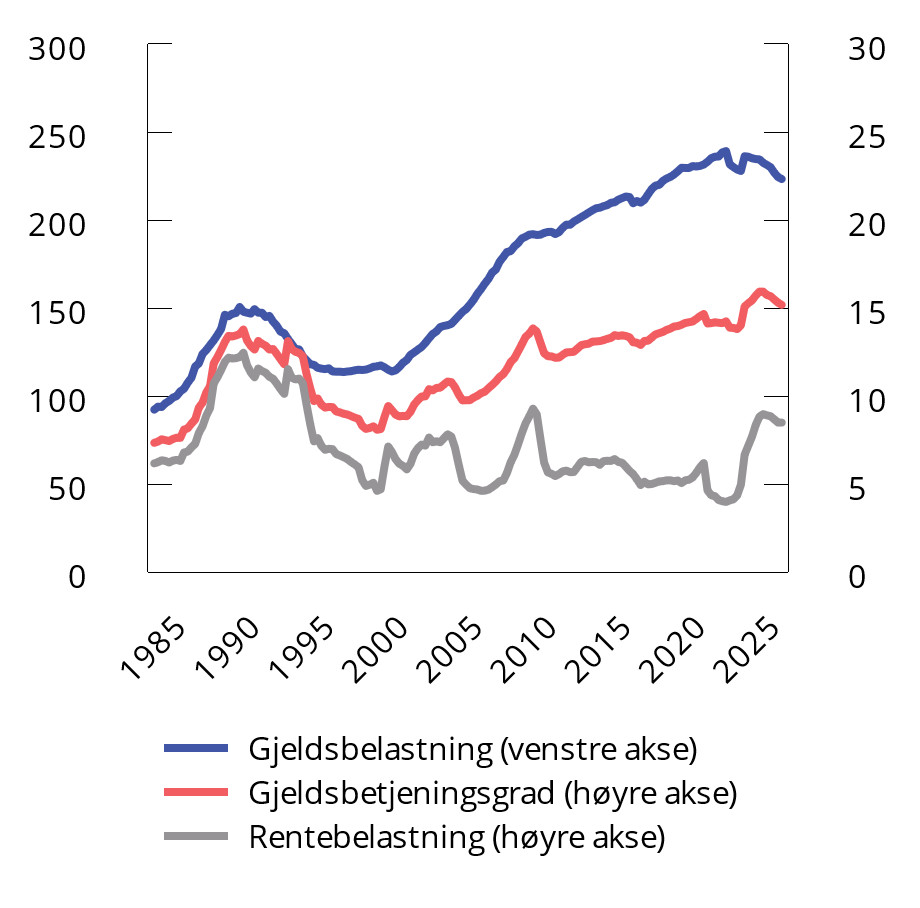 300 30
250 25
200 20
150 15
100 10
50 5
0 0
1985 1990 1995 2000 2005 2010 2015 2020 2025
Gjeldsbelastning (venstre akse)
Gjeldsbetjeningsgrad (høyre akse)
Rentebelastning (høyre akse)